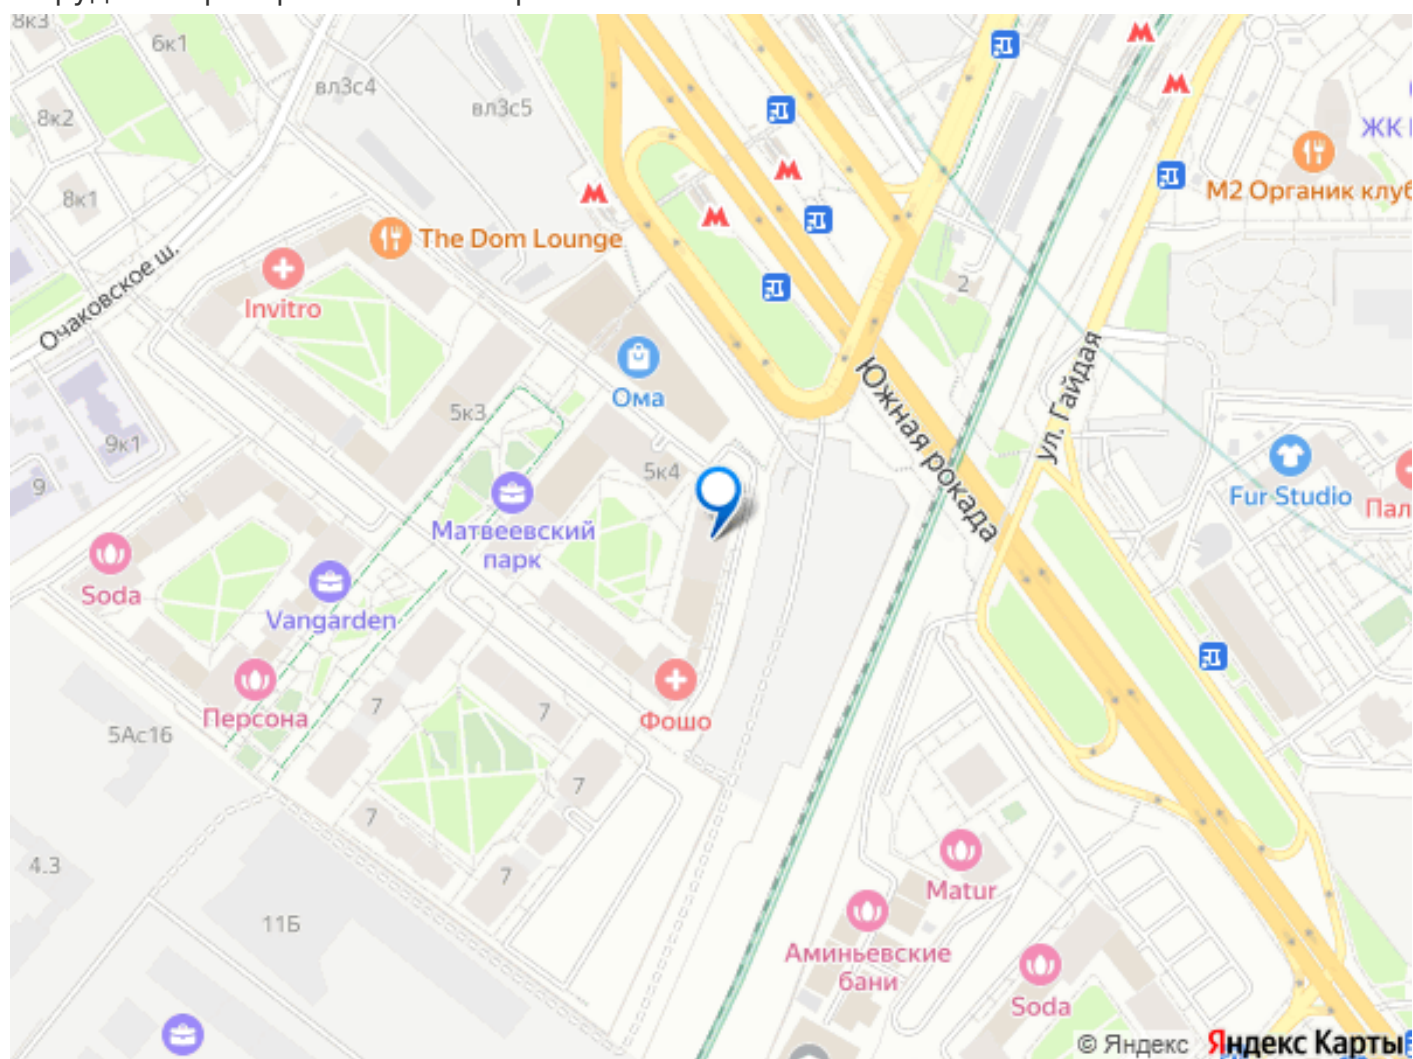 8к3
6к1
вл3с4
вл3с5
8к2
8к1
ЖК
М2 Органик клуб
The Dom Lounge
Invitro
Очаковское ш.
2
Ома
Южная рокада
ул. Гайдая
5к3
9к1
9
5к4
Матвеевский
парк
Fur Studio
Пал
Soda
Vangarden
Персона
Фошо
5Ас16
7
7
7
7
7
4.3
11Б
Matur
Аминьевские
бани
Soda
© Яндекс
Яндекс Карты